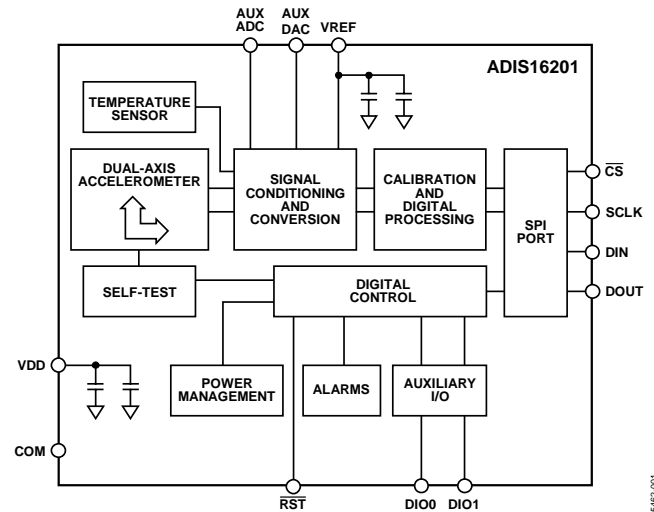 AUX
ADC
AUX
DAC
VREF
ADIS16201
TEMPERATURE
SENSOR
DUAL-AXIS
ACCELEROMETER
SIGNAL
CONDITIONING
AND
CONVERSION
CALIBRATION
AND
DIGITAL
PROCESSING
SPI
PORT
CS
SCLK
DIN
DOUT
SELF-TEST
DIGITAL
CONTROL
VDD
POWER
MANAGEMENT
ALARMS
AUXILIARY
I/O
COM
RST
DIO0 DIO1